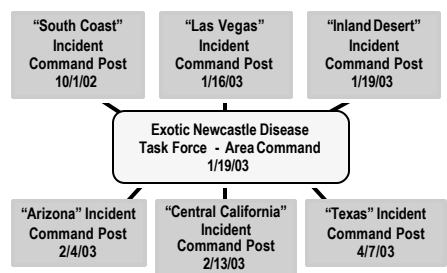 “South Coast”
Incident
Command Post
10/1/02
“Las Vegas”
Incident
Command Post
1/16/03
“Inland Desert”
Incident
Command Post
1/19/03
Exotic Newcastle Disease
Task Force - Area Command
1/19/03
“Arizona” Incident
Command Post
2/4/03
“Central California”
Incident
Command Post
2/13/03
“Texas” Incident
Command Post
4/7/03